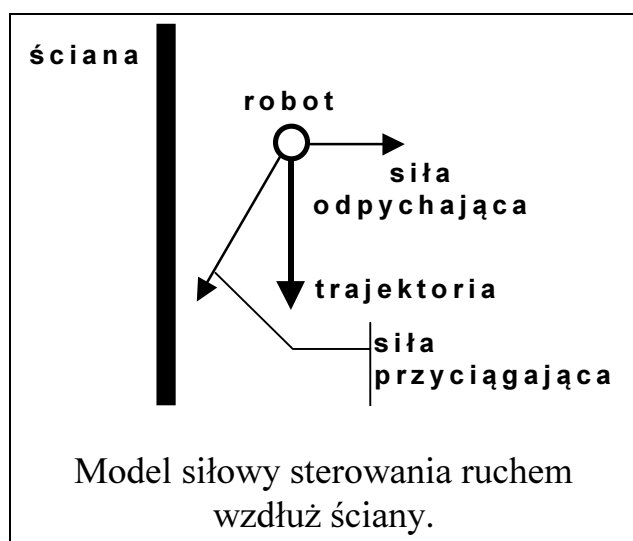 ściana
robot
siła
odpychająca
trajektoria
siła
przyciągająca
Model siłowy sterowania ruchem
wzdłuż ściany.